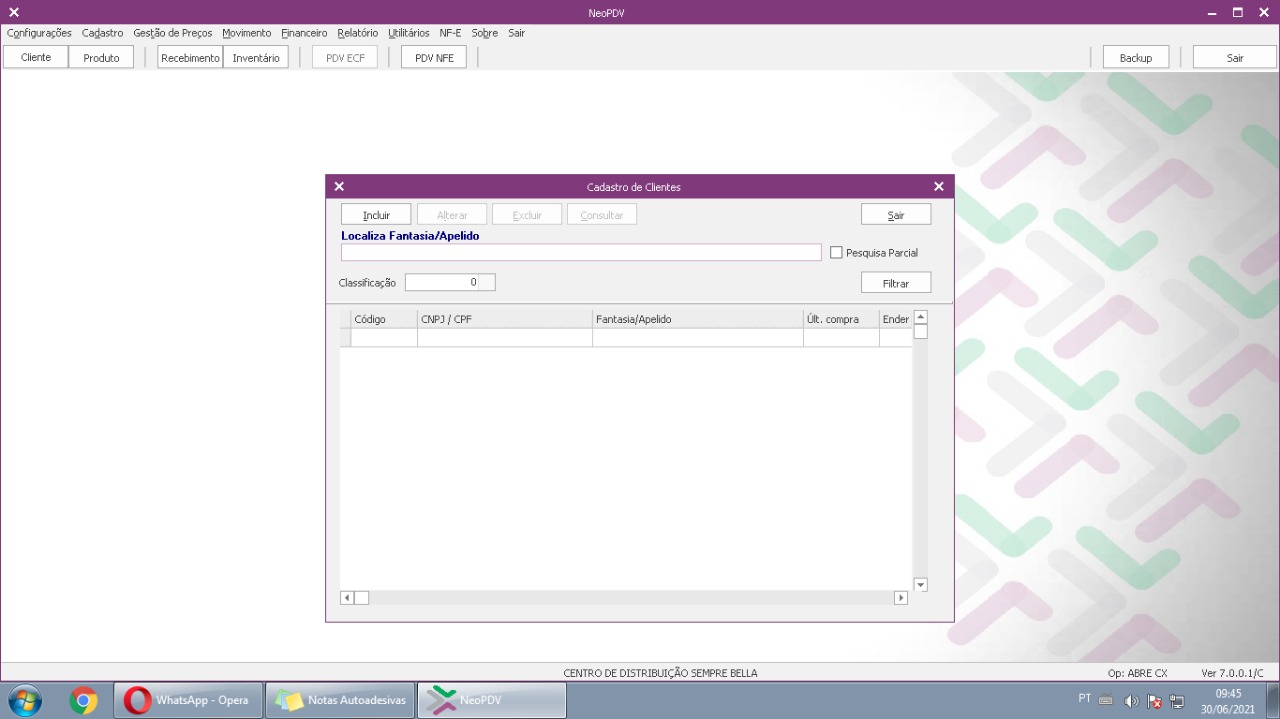 NeoPDV
Configurações Cadastro Gestão de Preços Movimento Financeiro Relatório Utilitários NF-E Sobre Sair
Cliente Produto Recebimento Inventário PDV ECF PDV NFE Backup Sair
Cadastro de Clientes
Incluir Alterar Excluir Consultar Sair
Localiza Fantasia/Apelido
Pesquisa Parcial
Classificação 0 Filtrar
Código CNPJ / CPF Fantasia/Apelido Últ. compra Ender
CENTRO DE DISTRIBUIÇÃO SEMPRE BELLA Op: ABRE CX Ver 7.0.0.1/C
WhatsApp - Opera Notas Autoadesivas NeoPDV PT 09:45
30/06/2021